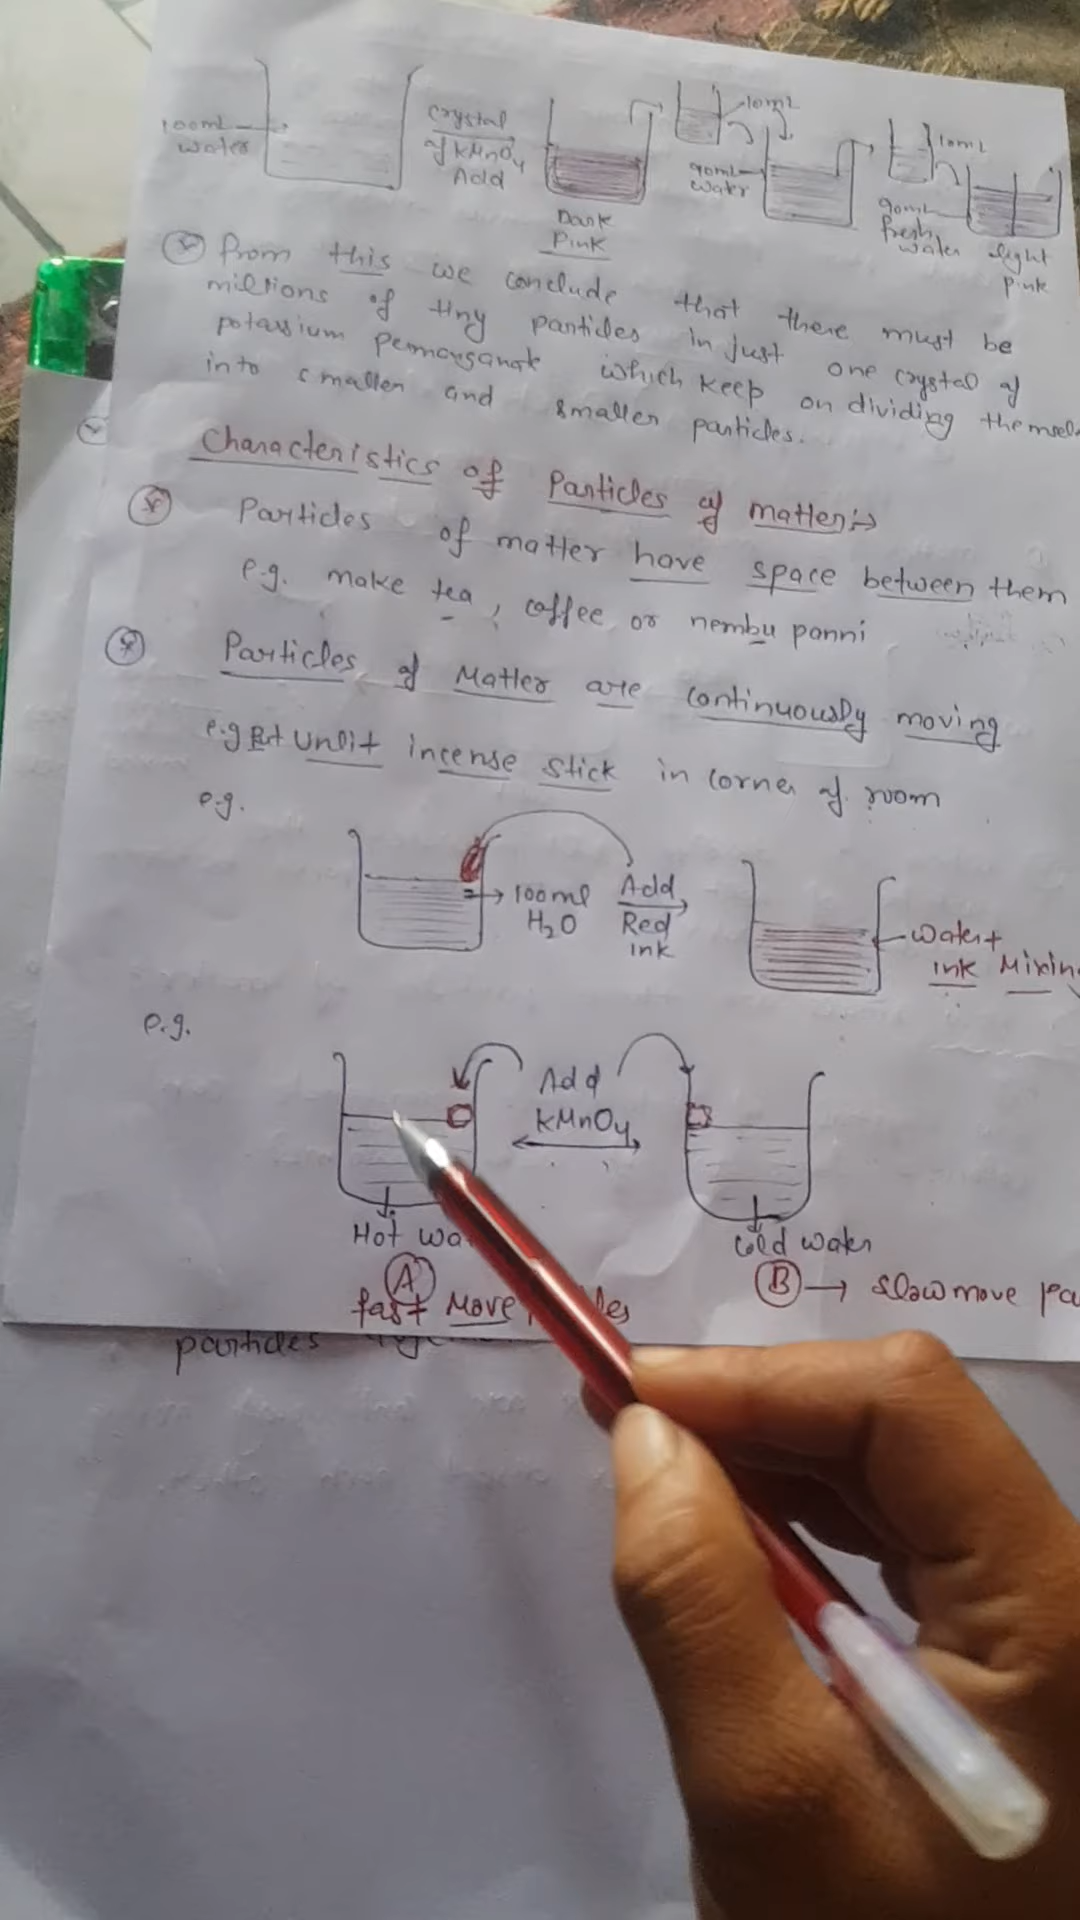 100ml water
Crystal of KMnO4 Add
Dark Pink
10ml
90ml water
10ml
90ml fresh water
light Pink
From this we conclude that there must be
millions of tiny particles in just one crystal of
potassium permanganate which keep on dividing themsel
into smaller and smaller particles.
Characteristics of Particles of matter:→
Particles of matter have space between them
e.g. make tea, coffee or nembu panni
Particles of Matter are continuously moving
e.g Put Unlit incense stick in corner of room
e.g.
100ml H2O
Add Red ink
water + ink Mixing
e.g.
Add KMnO4
Hot wa
Cold water
A
B → slow move pa
fast Move les
particles